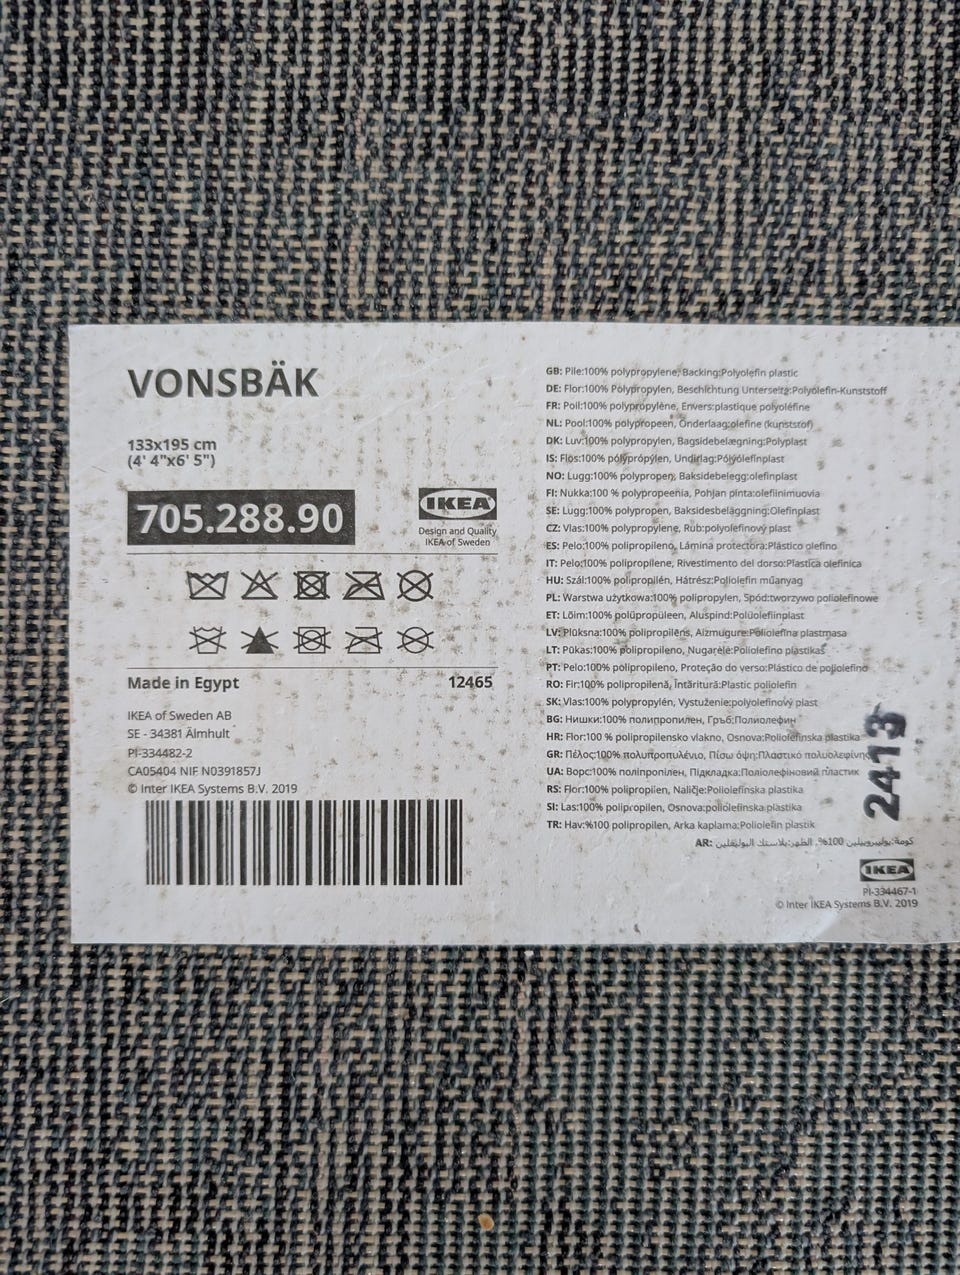 VONSBÄK
133x195 cm
(4' 4"x6' 5")
705.288.90
IKEA
Design and Quality
IKEA of Sweden
Made in Egypt 12465
IKEA of Sweden AB
SE - 34381 Älmhult
PI-334482-2
CA05404 NIF N0391857J
© Inter IKEA Systems B.V. 2019
GB: Pile:100% polypropylene, Backing:Polyolefin plastic
DE: Flor:100% Polypropylen, Beschichtung Unterseite:Polyolefin-Kunststoff
FR: Poil:100% polypropylène, Envers:plastique polyoléfine
NL: Pool:100% polypropeen, Onderlaag:olefine (kunststof)
DK: Luv:100% polypropylen, Bagsidebelægning:Polyplast
IS: Flos:100% pólýprópýlen, Undirlag:Pólýólefínplast
NO: Lugg:100% polypropen, Baksidebelegg:olefinplast
FI: Nukka:100 % polypropeenia, Pohjan pinta:olefiinimuovia
SE: Lugg:100% polypropen, Baksidesbeläggning:Olefinplast
CZ: Vlas:100% polypropylene, Rub:polyolefinový plast
ES: Pelo:100% polipropileno, Lámina protectora:Plástico olefino
IT: Pelo:100% polipropilene, Rivestimento del dorso:Plastica olefinica
HU: Szál:100% polipropilén, Hátrész:Poliolefin műanyag
PL: Warstwa użytkowa:100% polipropylen, Spód:tworzywo poliolefinowe
ET: Lõim:100% polüpropüleen, Aluspind:Polüolefiinplast
LV: Plūksna:100% polipropilēns, Aizmugure:Poliolefīna plastmasa
LT: Pūkas:100% polipropileno, Nugarėlė:Poliolefino plastikas
PT: Pelo:100% polipropileno, Proteção do verso:Plástico de poliolefino
RO: Fir:100% polipropilenă, Întăritură:Plastic poliolefin
SK: Vlas:100% polypropylén, Vystuženie:polyolefínový plast
BG: Нишки:100% полипропилен, Гръб:Полиолефин
HR: Flor:100 % polipropilensko vlakno, Osnova:Poliolefinska plastika
GR: Πέλος:100% πολυπροπυλένιο, Πίσω όψη:Πλαστικό πολυολεφίνης
UA: Ворс:100% поліпропілен, Підкладка:Поліолефіновий пластик
RS: Flor:100% polipropilen, Naličje:Poliolefinska plastika
SI: Las:100% polipropilen, Osnova:poliolefinska plastika
TR: Hav:%100 polipropilen, Arka kaplama:Poliolefin plastik
AR: كومة:بوليبروبيلين 100%, الظهر:بلاستك البوليفلين
2413
IKEA
PI-334467-1
© Inter IKEA Systems B.V. 2019